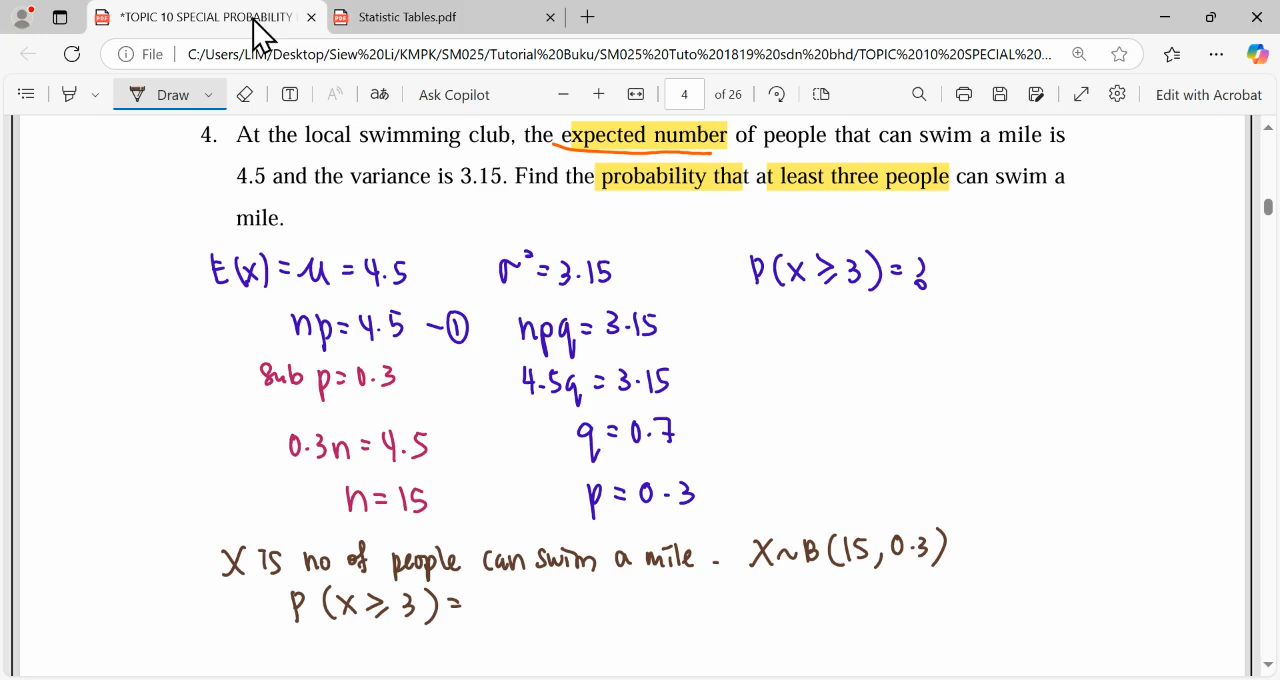 *TOPIC 10 SPECIAL PROBABILITY
Statistic Tables.pdf
File
C:/Users/LIM/Desktop/Siew%20Li/KMPK/SM025/Tutorial%20Buku/SM025%20Tuto%201819%20sdn%20bhd/TOPIC%2010%20SPECIAL%20...
Draw
Ask Copilot
4 of 26
Edit with Acrobat
4. At the local swimming club, the expected number of people that can swim a mile is
4.5 and the variance is 3.15. Find the probability that at least three people can swim a
mile.
E(x) = μ = 4.5 σ² = 3.15 P(X ≥ 3) = ?
np = 4.5 —① npq = 3.15
Sub p = 0.3 4.5q = 3.15
q = 0.7
0.3n = 4.5
n = 15 p = 0.3
X is no of people can swim a mile. X~B(15, 0.3)
P(X ≥ 3) =